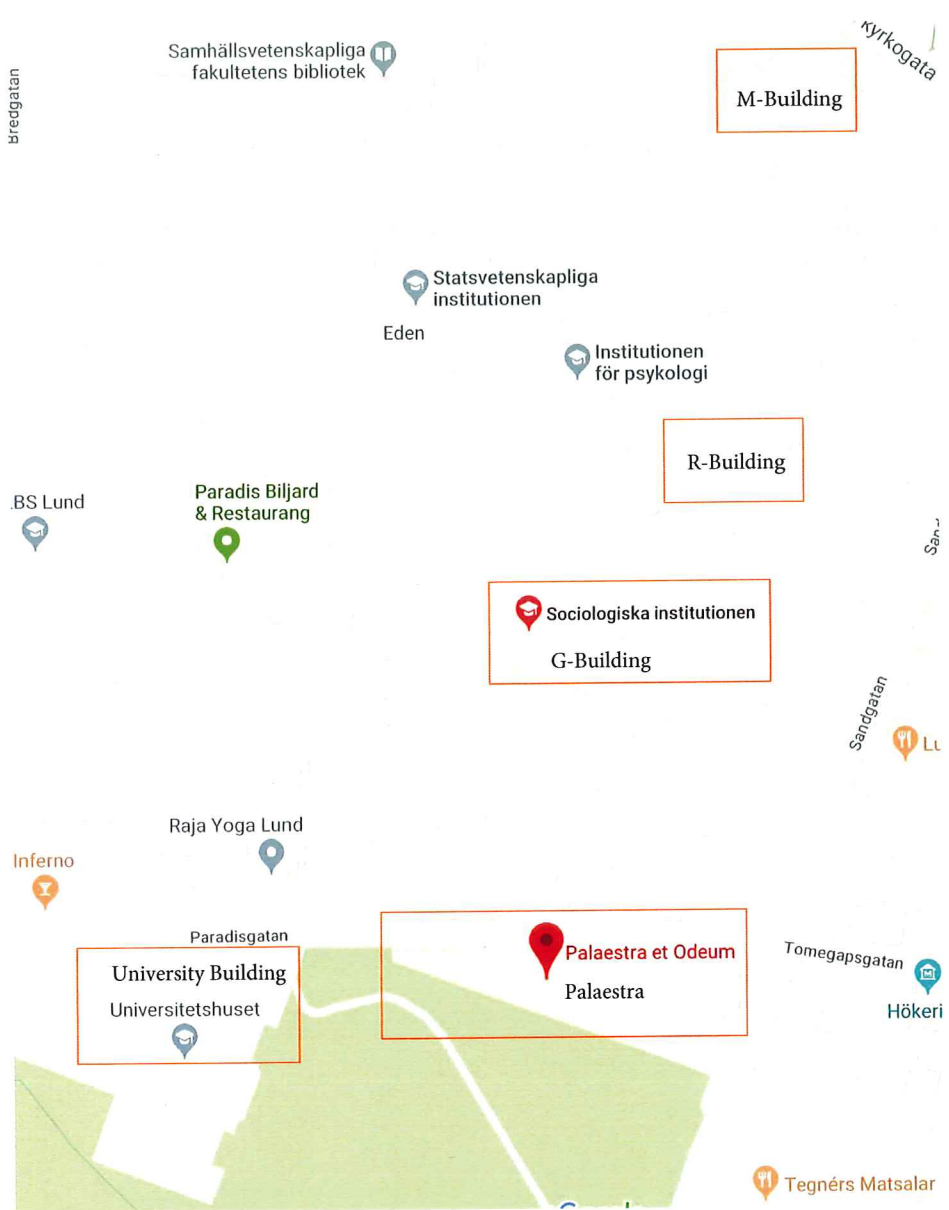 Samhällsvetenskapliga
fakultetens bibliotek
Kyrkogata
Bredgatan
M-Building
Statsvetenskapliga
institutionen
Eden
Institutionen
för psykologi
R-Building
.BS Lund
Paradis Biljard
& Restaurang
Sociologiska institutionen
G-Building
Sandgatan
Lu
Raja Yoga Lund
Inferno
Paradisgatan
Palaestra et Odeum
Tomegapsgatan
University Building
Palaestra
Universitetshuset
Hökeri
Tegnérs Matsalar